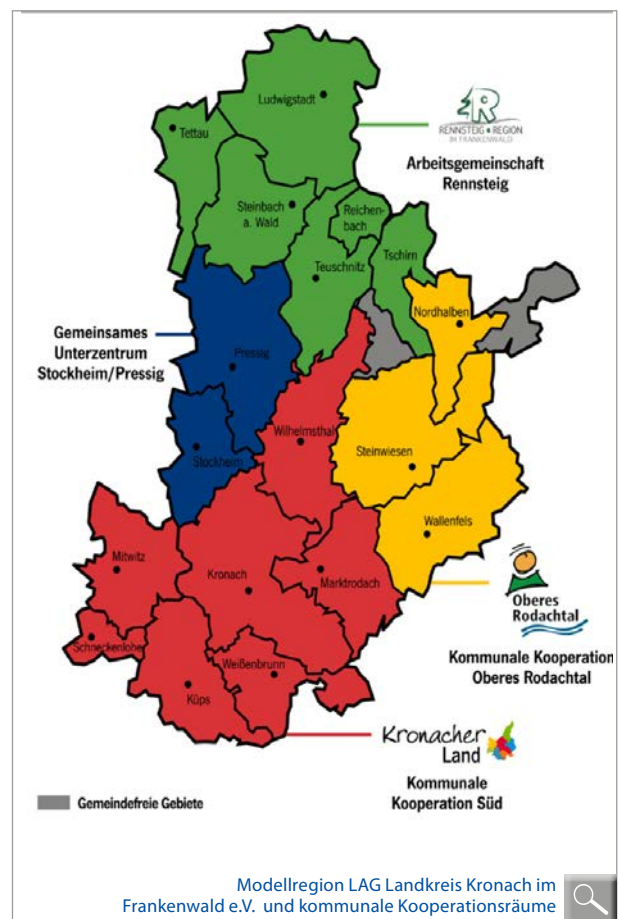 Ludwigstadt
Tettau
RENNSTEIG REGION
IM FRANKENWALD
Arbeitsgemeinschaft
Rennsteig
Steinbach
a. Wald
Reichen-
bach
Tschirn
Teuschnitz
Nordhalben
Gemeinsames
Unterzentrum
Stockheim/Pressig
Pressig
Wilhelmsthal
Stockheim
Steinwiesen
Wallenfels
Mitwitz
Kronach
Marktrodach
Oberes
Rodachtal
Schneckenlohe
Weißenbrunn
Küps
Kommunale Kooperation
Oberes Rodachtal
Kronacher
Land
Kommunale
Kooperation Süd
Gemeindefreie Gebiete
Modellregion LAG Landkreis Kronach im
Frankenwald e.V. und kommunale Kooperationsräume